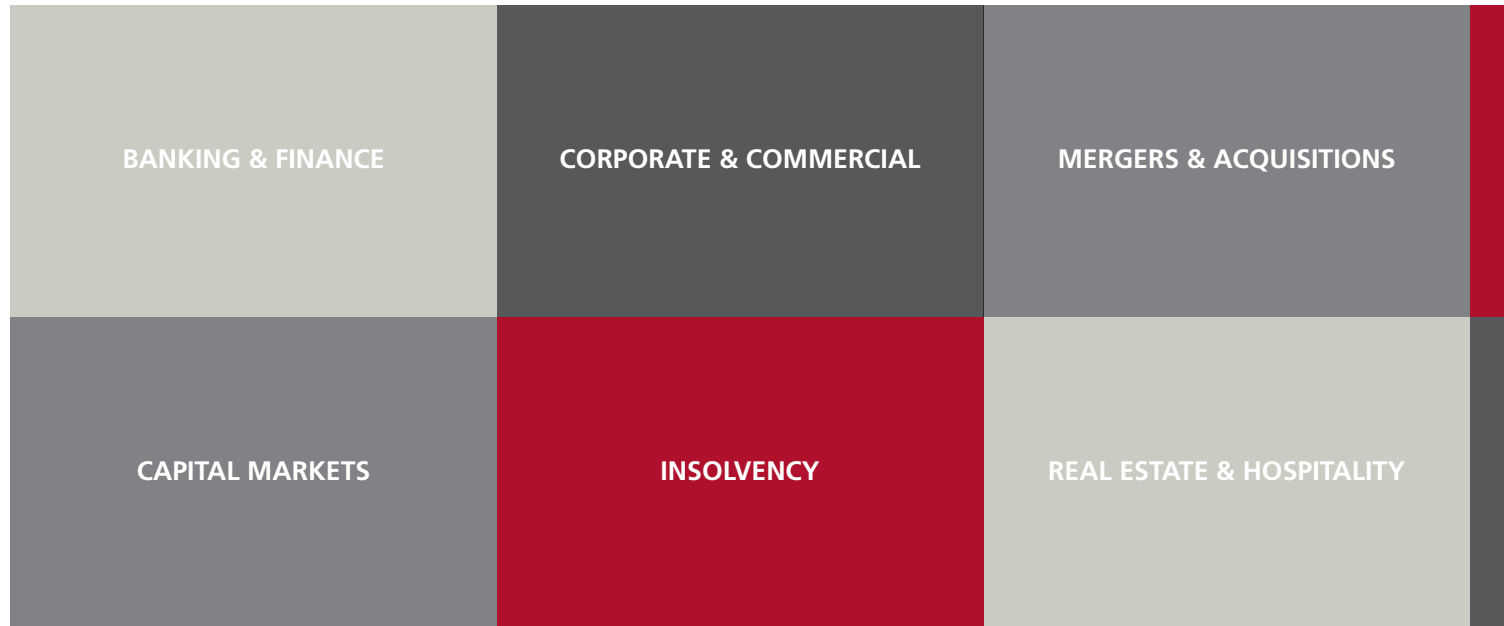 BANKING & FINANCE
CORPORATE & COMMERCIAL
MERGERS & ACQUISITIONS
CAPITAL MARKETS
INSOLVENCY
REAL ESTATE & HOSPITALITY